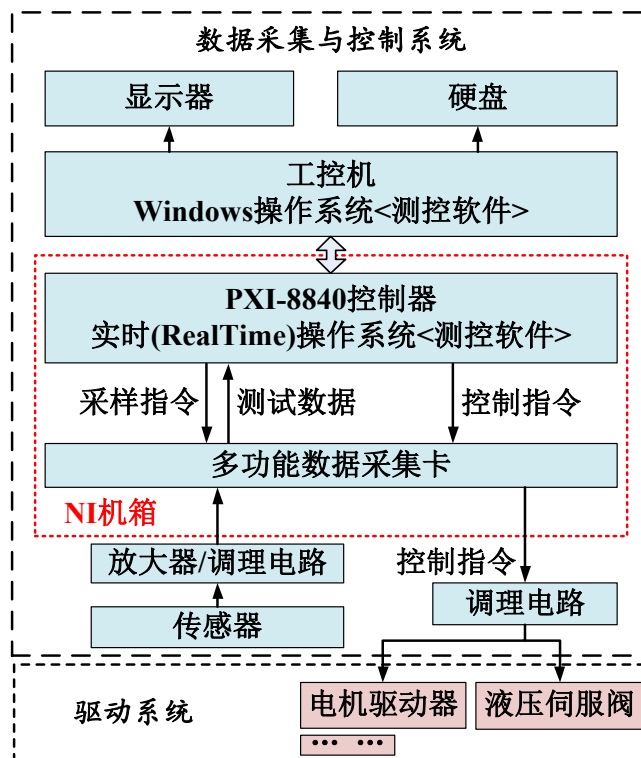 数据采集与控制系统
显示器
硬盘
工控机
Windows操作系统<测控软件>
PXI-8840控制器
实时(RealTime)操作系统<测控软件>
采样指令
测试数据
控制指令
多功能数据采集卡
NI机箱
放大器/调理电路
控制指令
传感器
调理电路
驱动系统
电机驱动器
液压伺服阀
··· ···